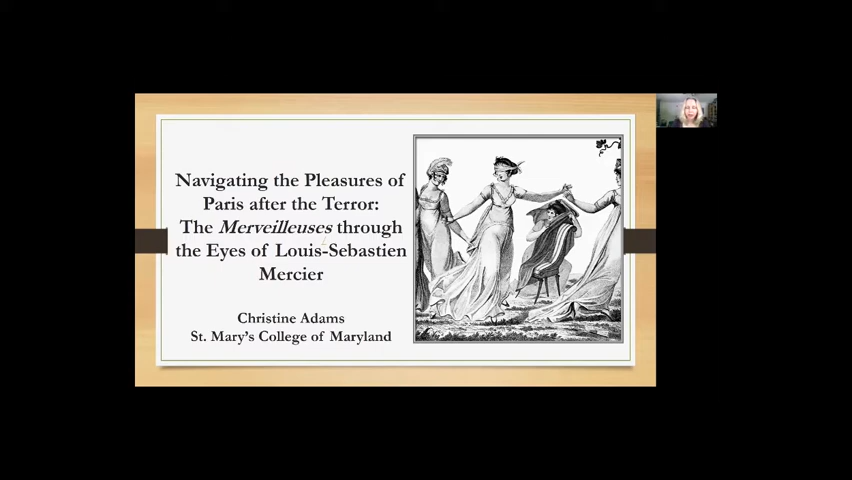 Navigating the Pleasures of
Paris after the Terror:
The Merveilleuses through
the Eyes of Louis-Sebastien
Mercier
Christine Adams
St. Mary's College of Maryland